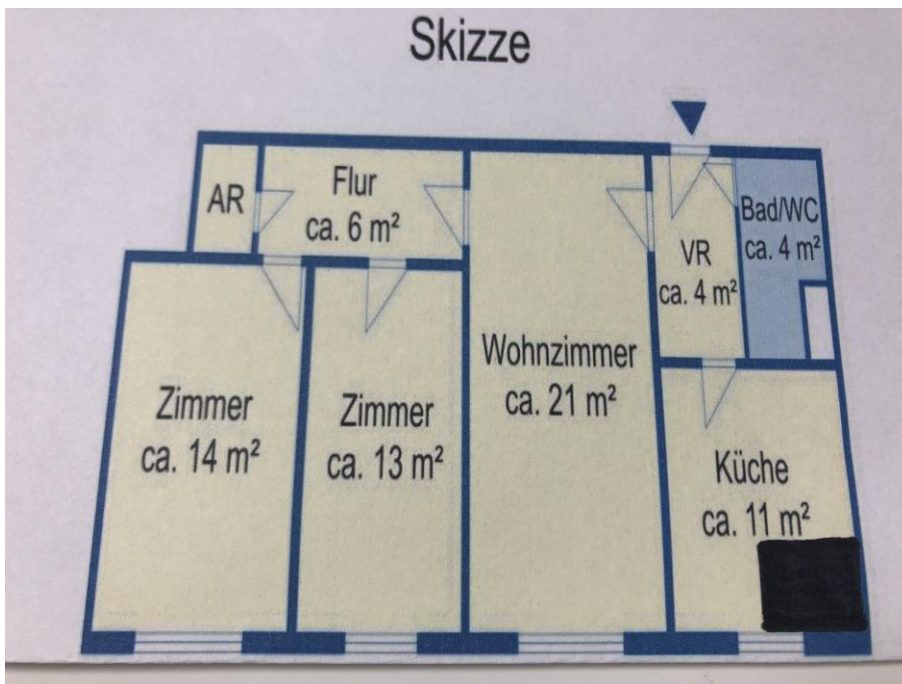 Skizze
AR
Flur
ca. 6 m²
Bad/WC
ca. 4 m²
VR
ca. 4 m²
Wohnzimmer
ca. 21 m²
Zimmer
ca. 14 m²
Zimmer
ca. 13 m²
Küche
ca. 11 m²